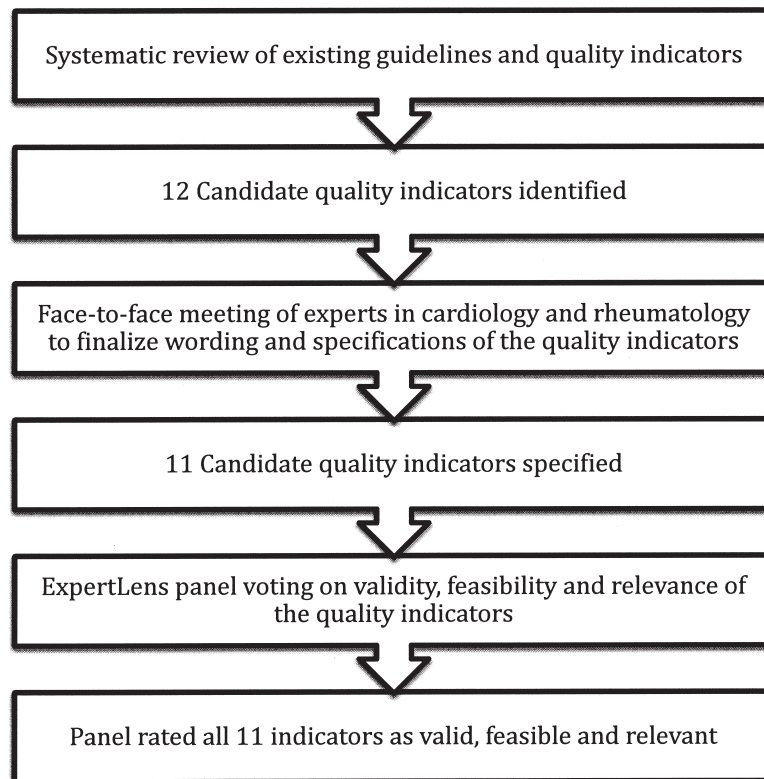 Systematic review of existing guidelines and quality indicators
12 Candidate quality indicators identified
Face-to-face meeting of experts in cardiology and rheumatology
to finalize wording and specifications of the quality indicators
11 Candidate quality indicators specified
ExpertLens panel voting on validity, feasibility and relevance of
the quality indicators
Panel rated all 11 indicators as valid, feasible and relevant